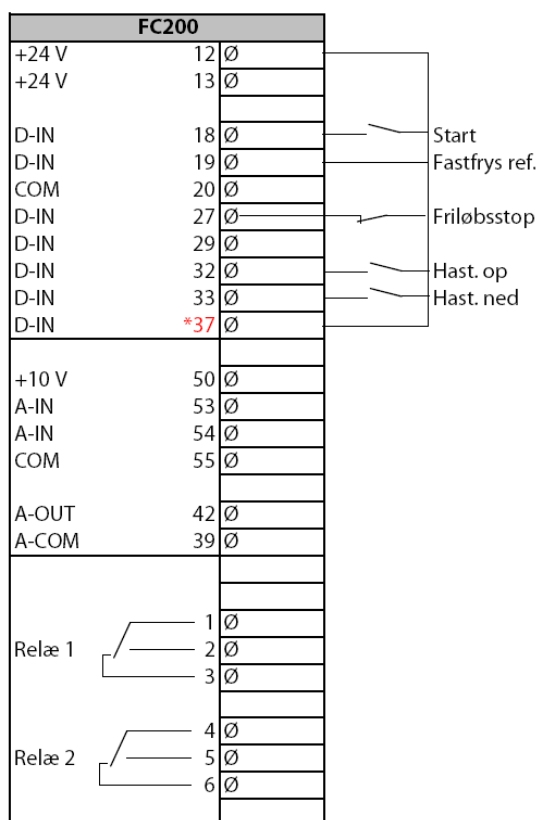 FC200
+24 V 12 Ø
+24 V 13 Ø
D-IN 18 Ø Start
D-IN 19 Ø Fastfrys ref.
COM 20 Ø
D-IN 27 Ø Friløbsstop
D-IN 29 Ø
D-IN 32 Ø Hast. op
D-IN 33 Ø Hast. ned
D-IN *37 Ø
+10 V 50 Ø
A-IN 53 Ø
A-IN 54 Ø
COM 55 Ø
A-OUT 42 Ø
A-COM 39 Ø
1 Ø
Relæ 1 2 Ø
3 Ø
4 Ø
Relæ 2 5 Ø
6 Ø